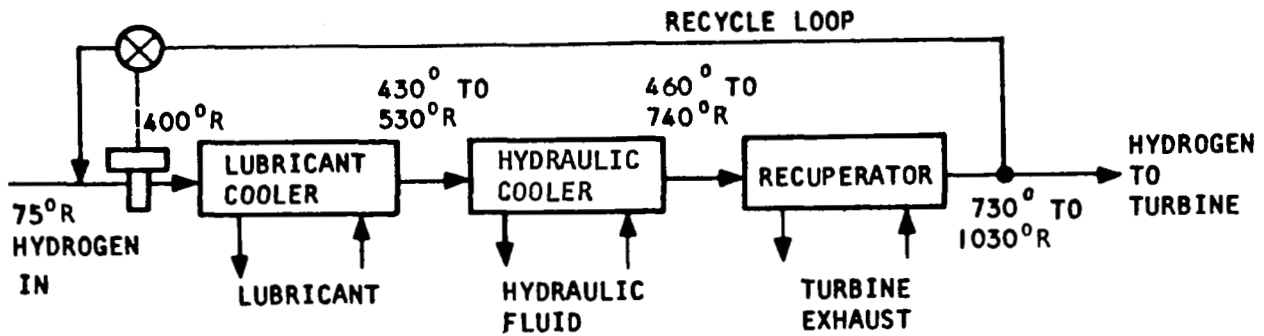 RECYCLE LOOP
400°R
430° TO
530°R
460° TO
740°R
LUBRICANT
COOLER
HYDRAULIC
COOLER
RECUPERATOR
HYDROGEN
TO
TURBINE
75°R
HYDROGEN
IN
730° TO
1030°R
LUBRICANT
HYDRAULIC
FLUID
TURBINE
EXHAUST